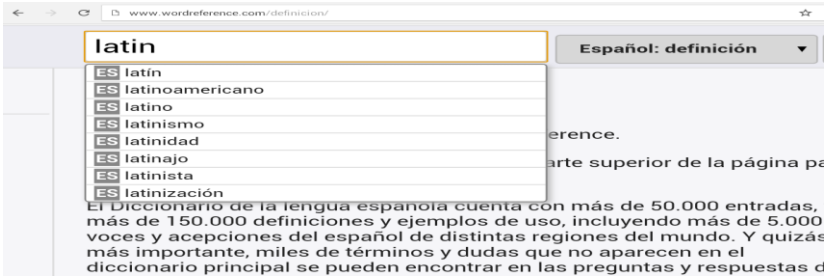 www.wordreference.com/definicion/
latin Español: definición
ES latín
ES latinoamericano
ES latino
ES latinismo
ES latinidad
ES latinajo
ES latinista
ES latinización
erence.
arte superior de la página pa
El Diccionario de la lengua española cuenta con más de 50.000 entradas,
más de 150.000 definiciones y ejemplos de uso, incluyendo más de 5.000
voces y acepciones del español de distintas regiones del mundo. Y quizás
más importante, miles de términos y dudas que no aparecen en el
diccionario principal se pueden encontrar en las preguntas y respuestas d